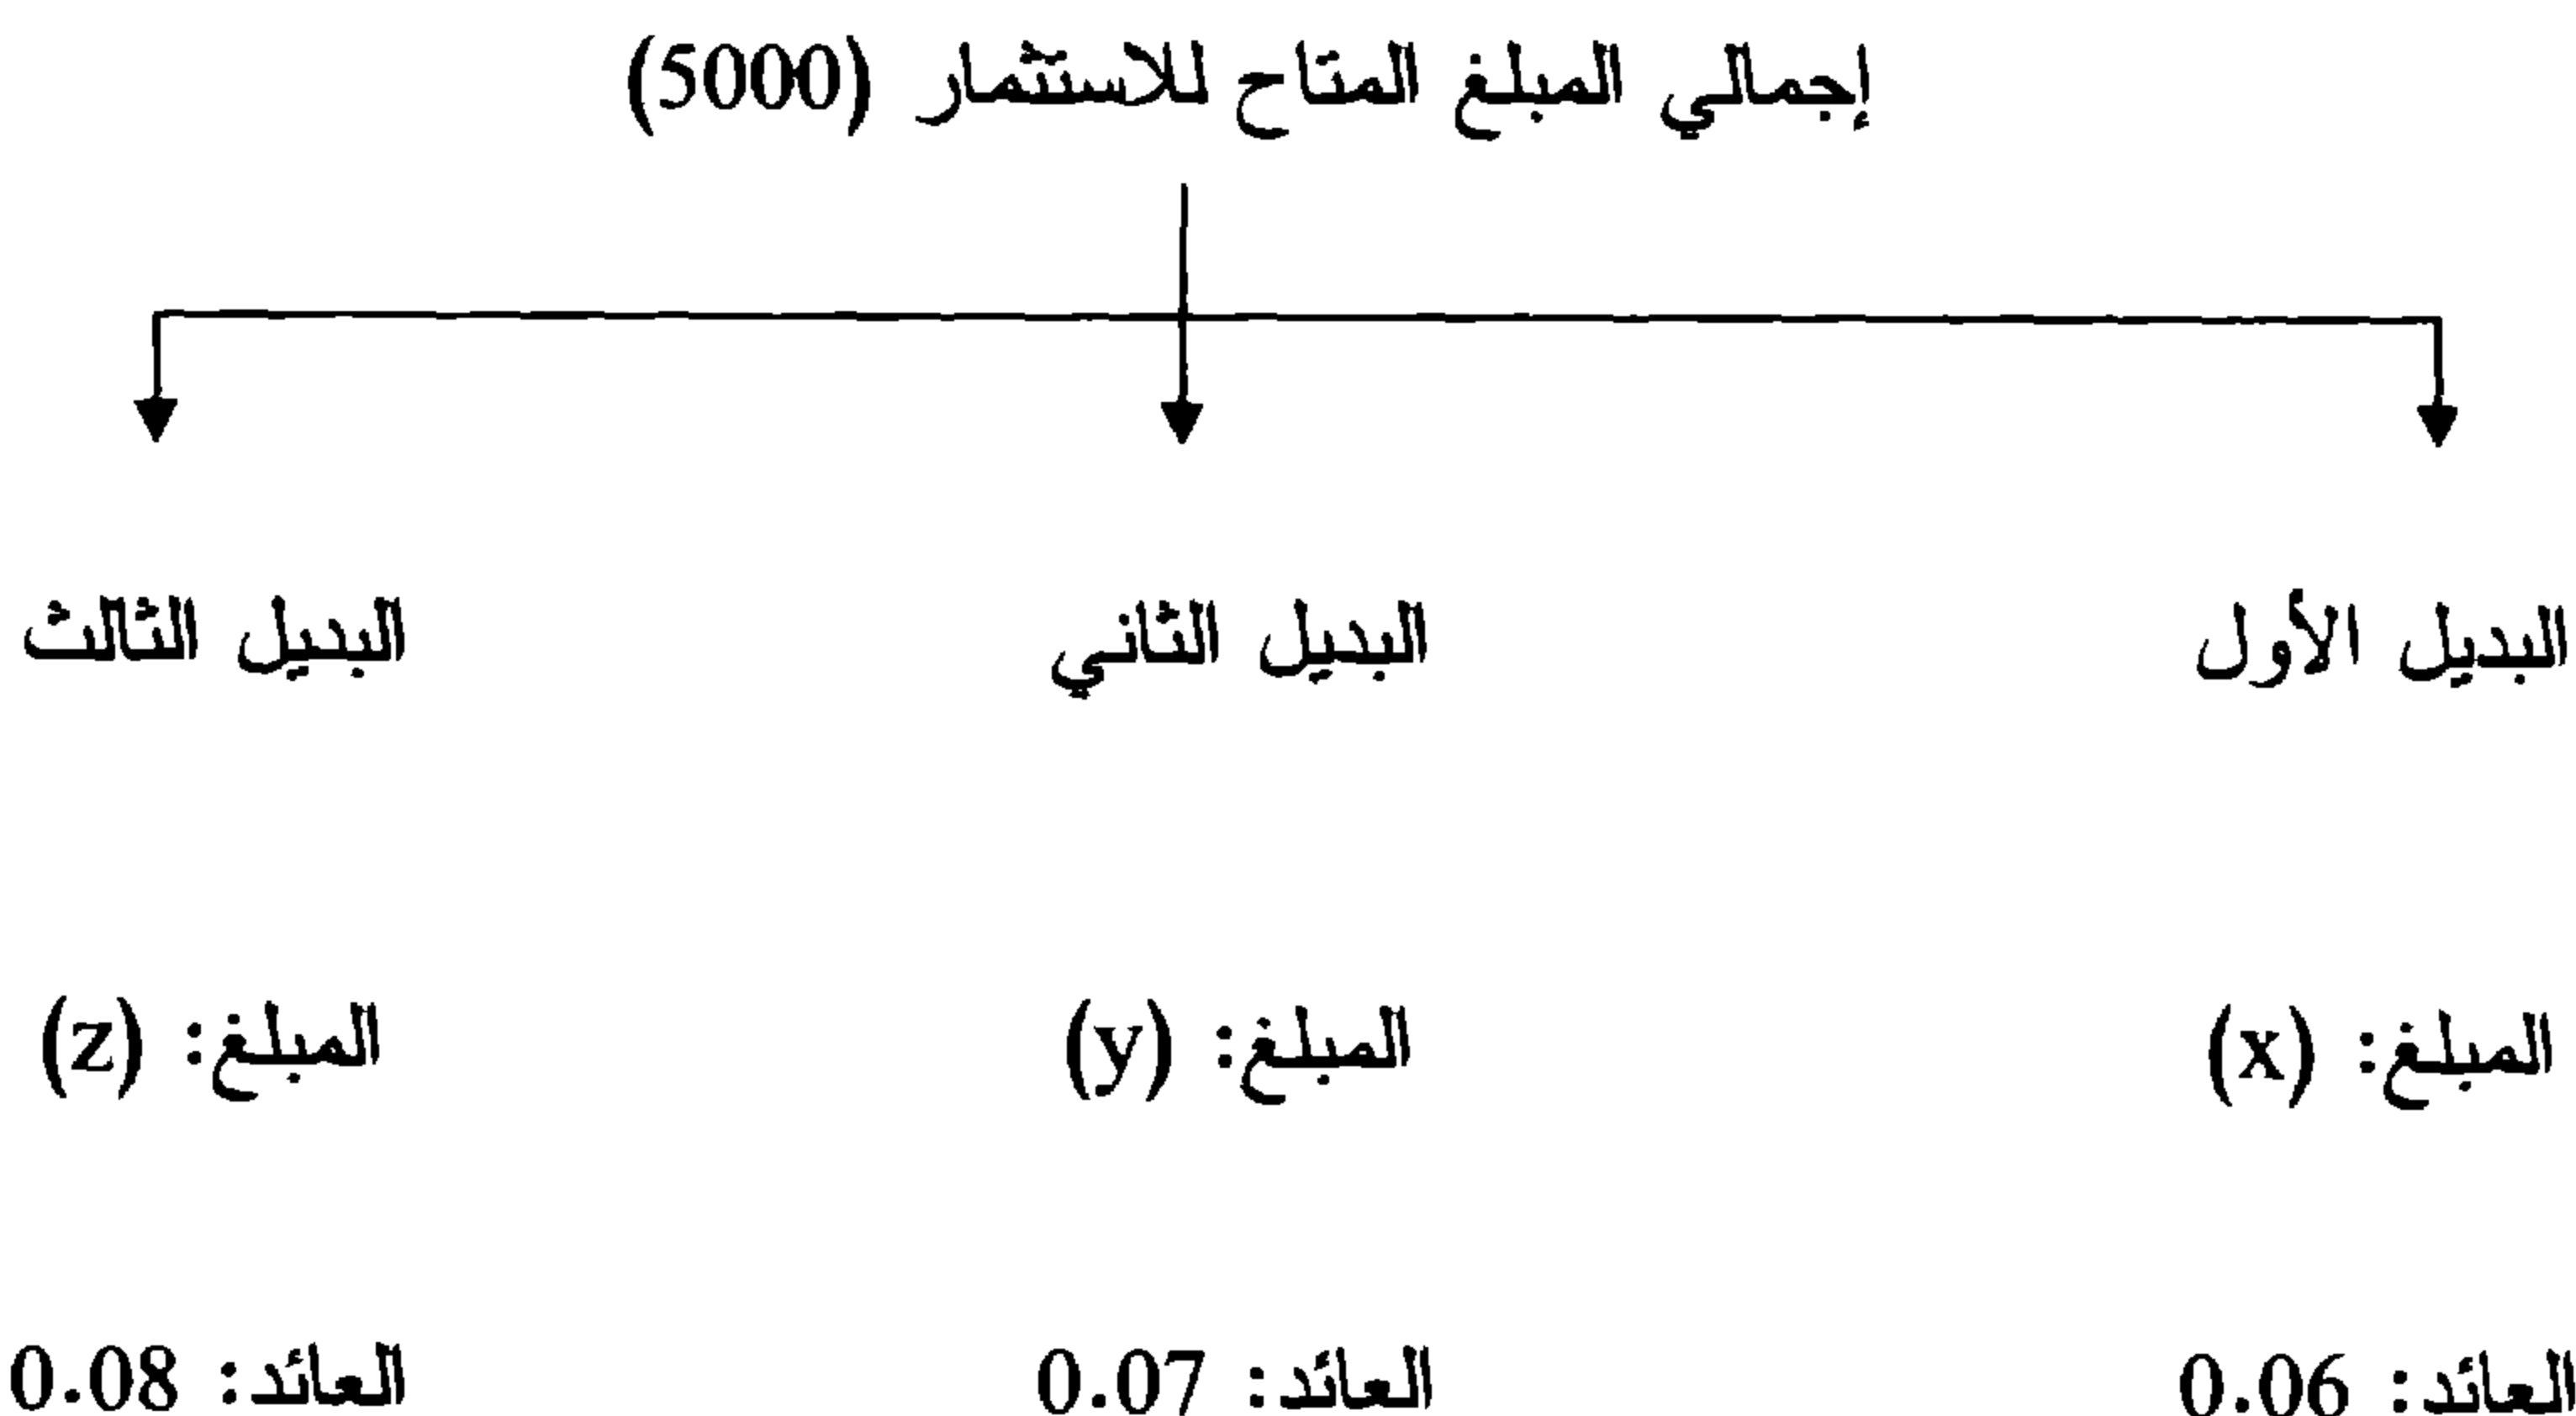 إجمالي المبلغ المتاح للاستثمار (5000)
البديل الأول
البديل الثاني
البديل الثالث
المبلغ: (x)
المبلغ: (y)
المبلغ: (z)
العائد: 0.06
العائد: 0.07
العائد: 0.08